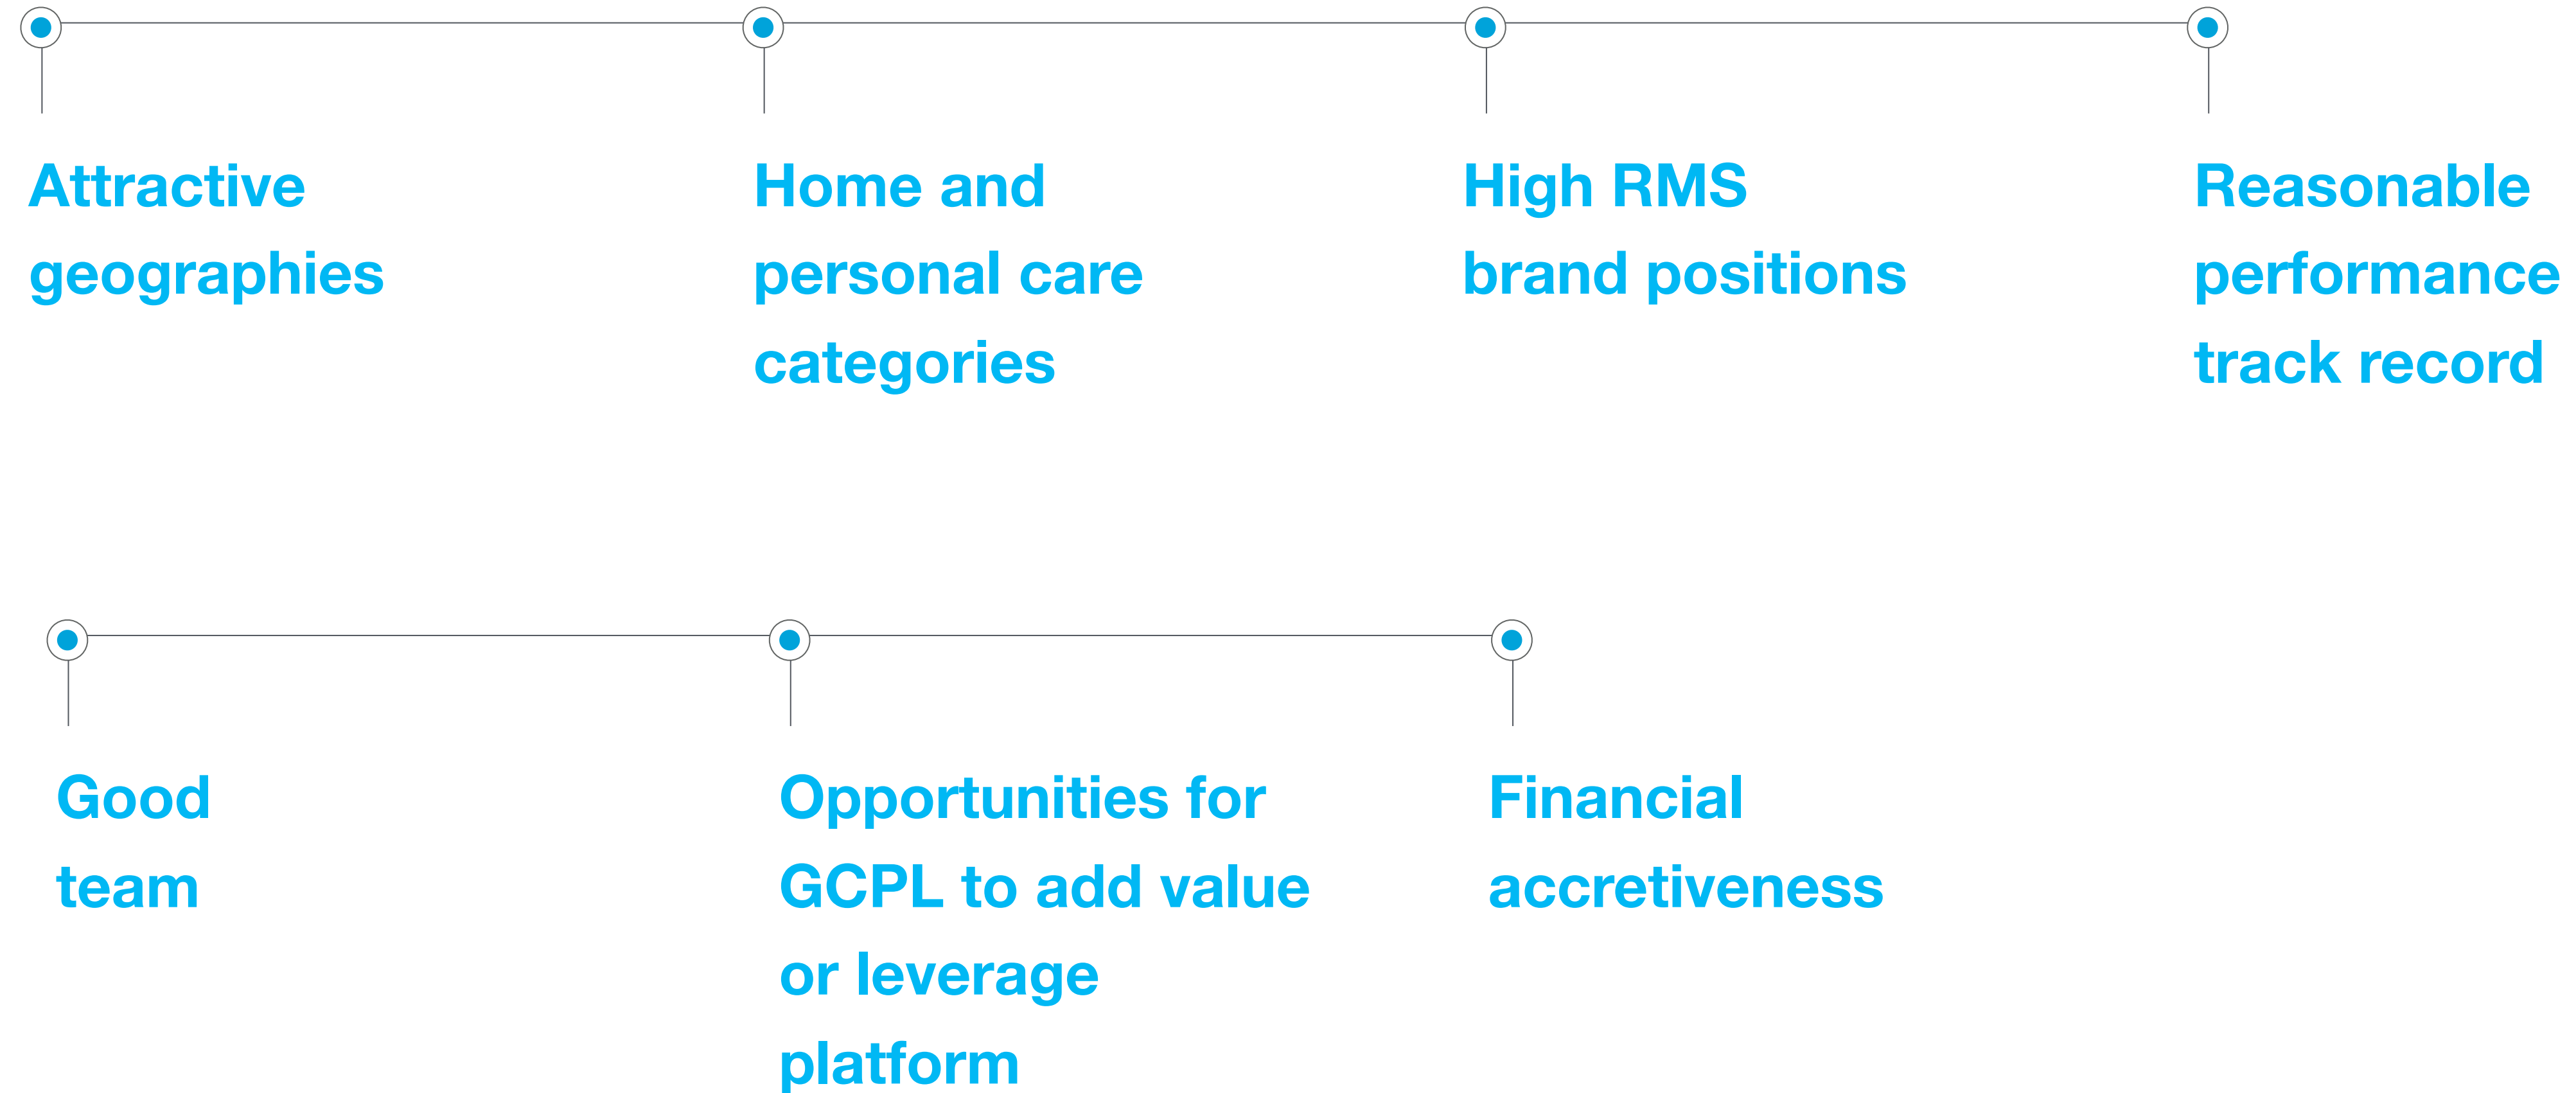 Attractive
geographies
Home and
personal care
categories
High RMS
brand positions
Reasonable
performance
track record
Good
team
Opportunities for
GCPL to add value
or leverage
platform
Financial
accretiveness